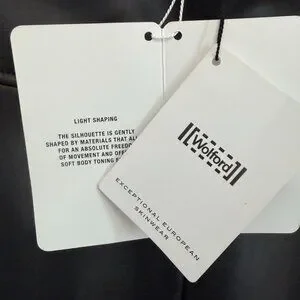 LIGHT SHAPING
THE SILHOUETTE IS GENTLY
SHAPED BY MATERIALS THAT
FOR AN ABSOLUTE
OF MOVEMENT AND
SOFT BODY TONING
Wolford
EXCEPTIONAL EUROPEAN
SKINWEAR